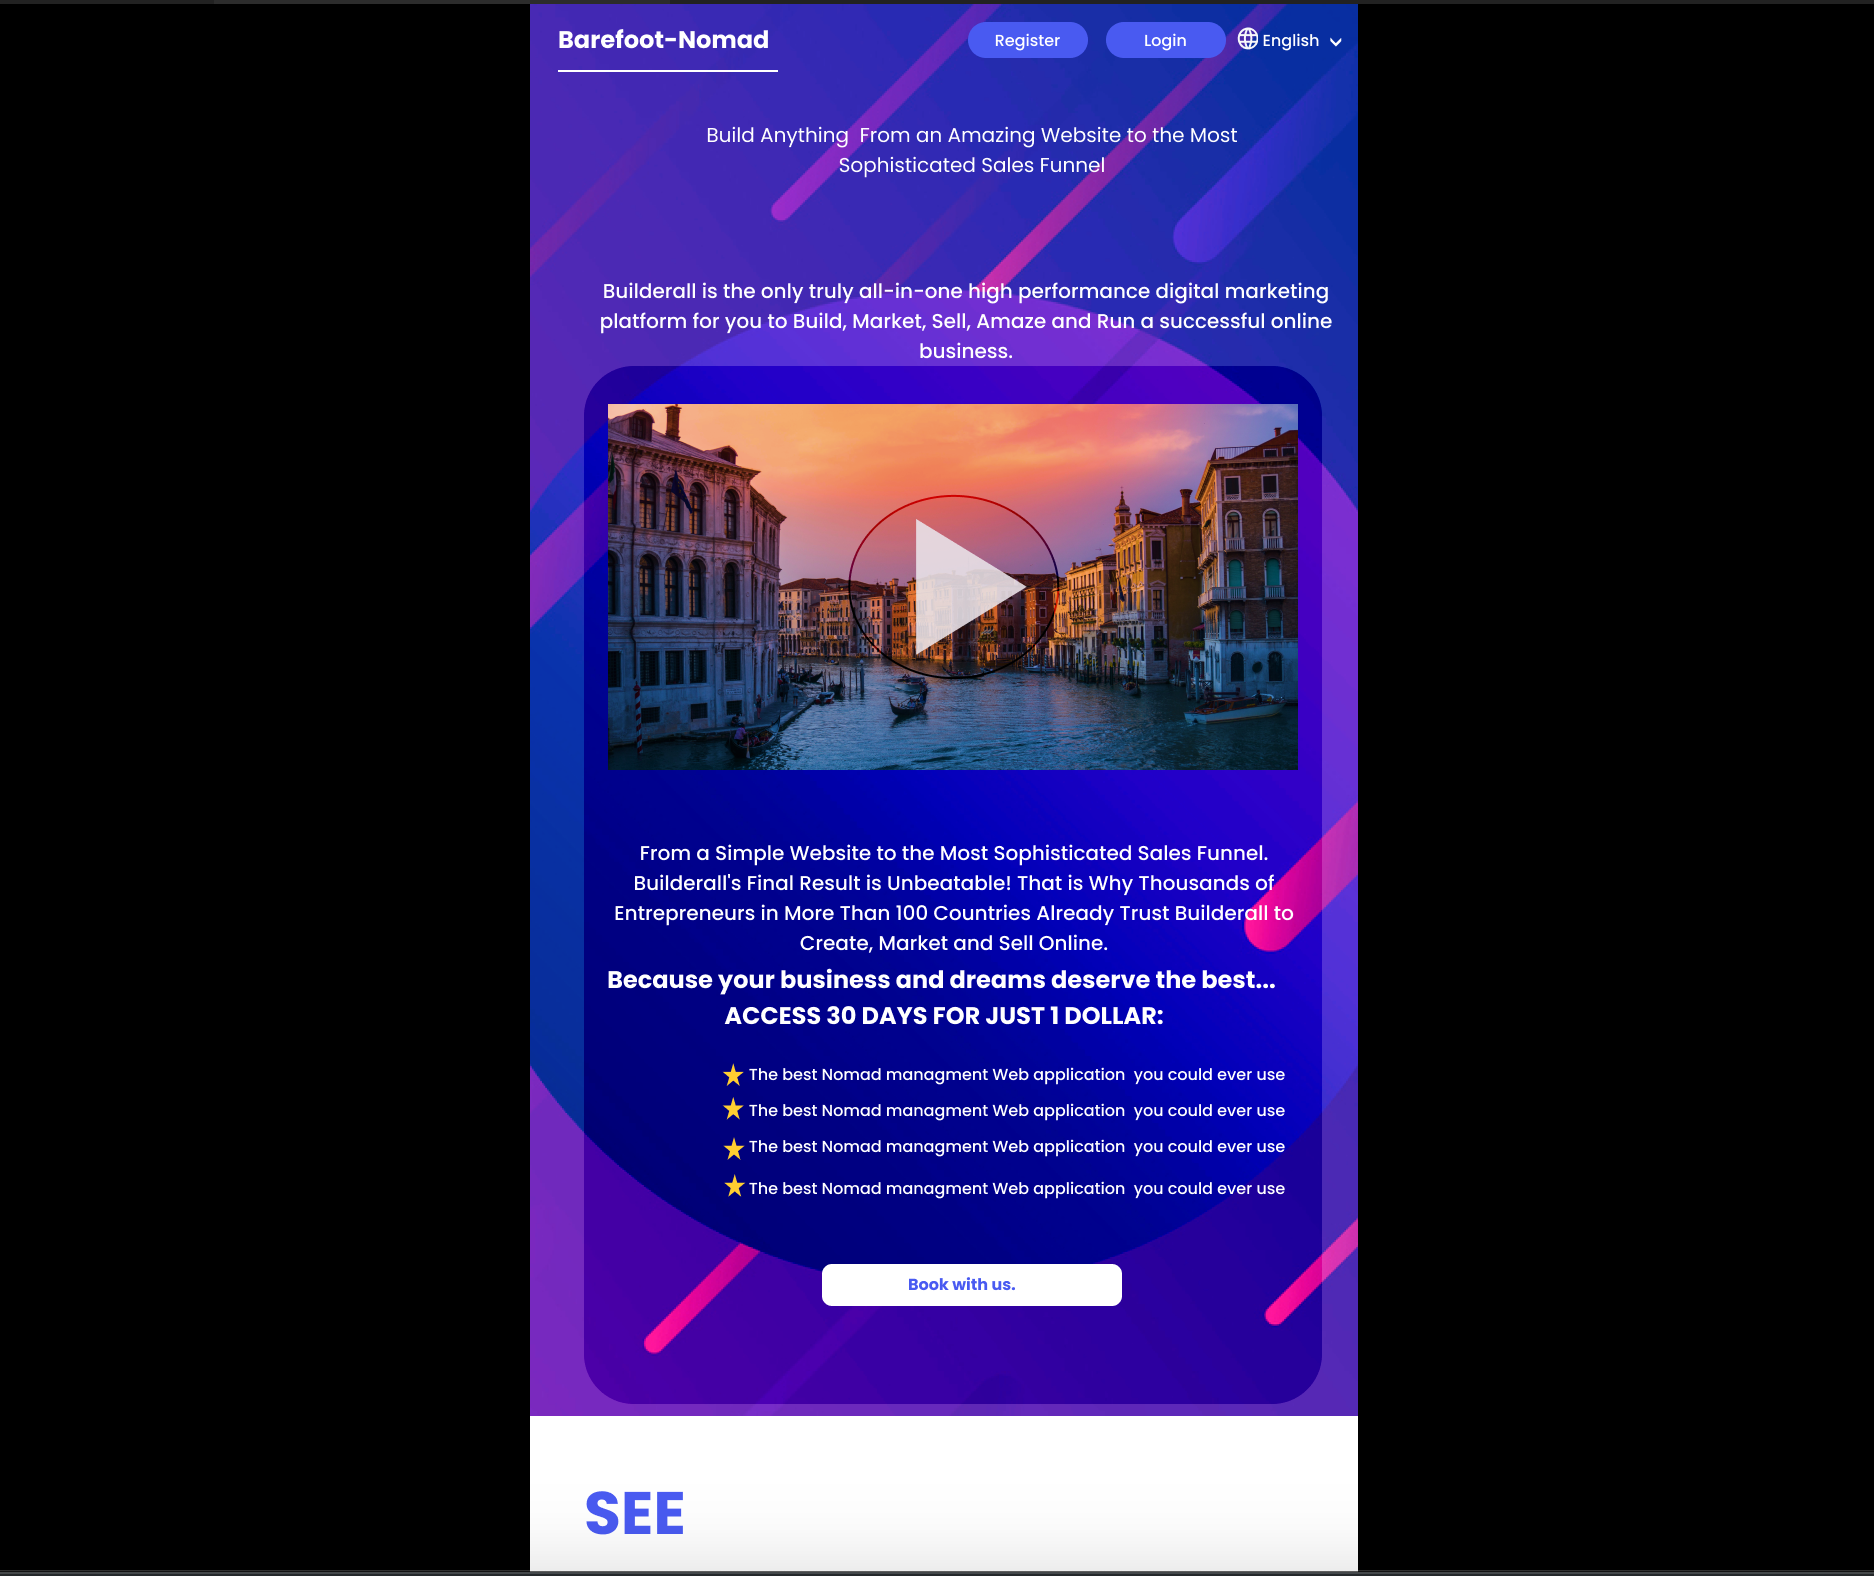 Barefoot-Nomad
Register
Login
English
Build Anything  From an Amazing Website to the Most
Sophisticated Sales Funnel
Builderall is the only truly all-in-one high performance digital marketing
platform for you to Build, Market, Sell, Amaze and Run a successful online
business.
From a Simple Website to the Most Sophisticated Sales Funnel.
Builderall's Final Result is Unbeatable! That is Why Thousands of
Entrepreneurs in More Than 100 Countries Already Trust Builderall to
Create, Market and Sell Online.
Because your business and dreams deserve the best...
ACCESS 30 DAYS FOR JUST 1 DOLLAR:
The best Nomad managment Web application  you could ever use
The best Nomad managment Web application  you could ever use
The best Nomad managment Web application  you could ever use
The best Nomad managment Web application  you could ever use
Book with us.
SEE